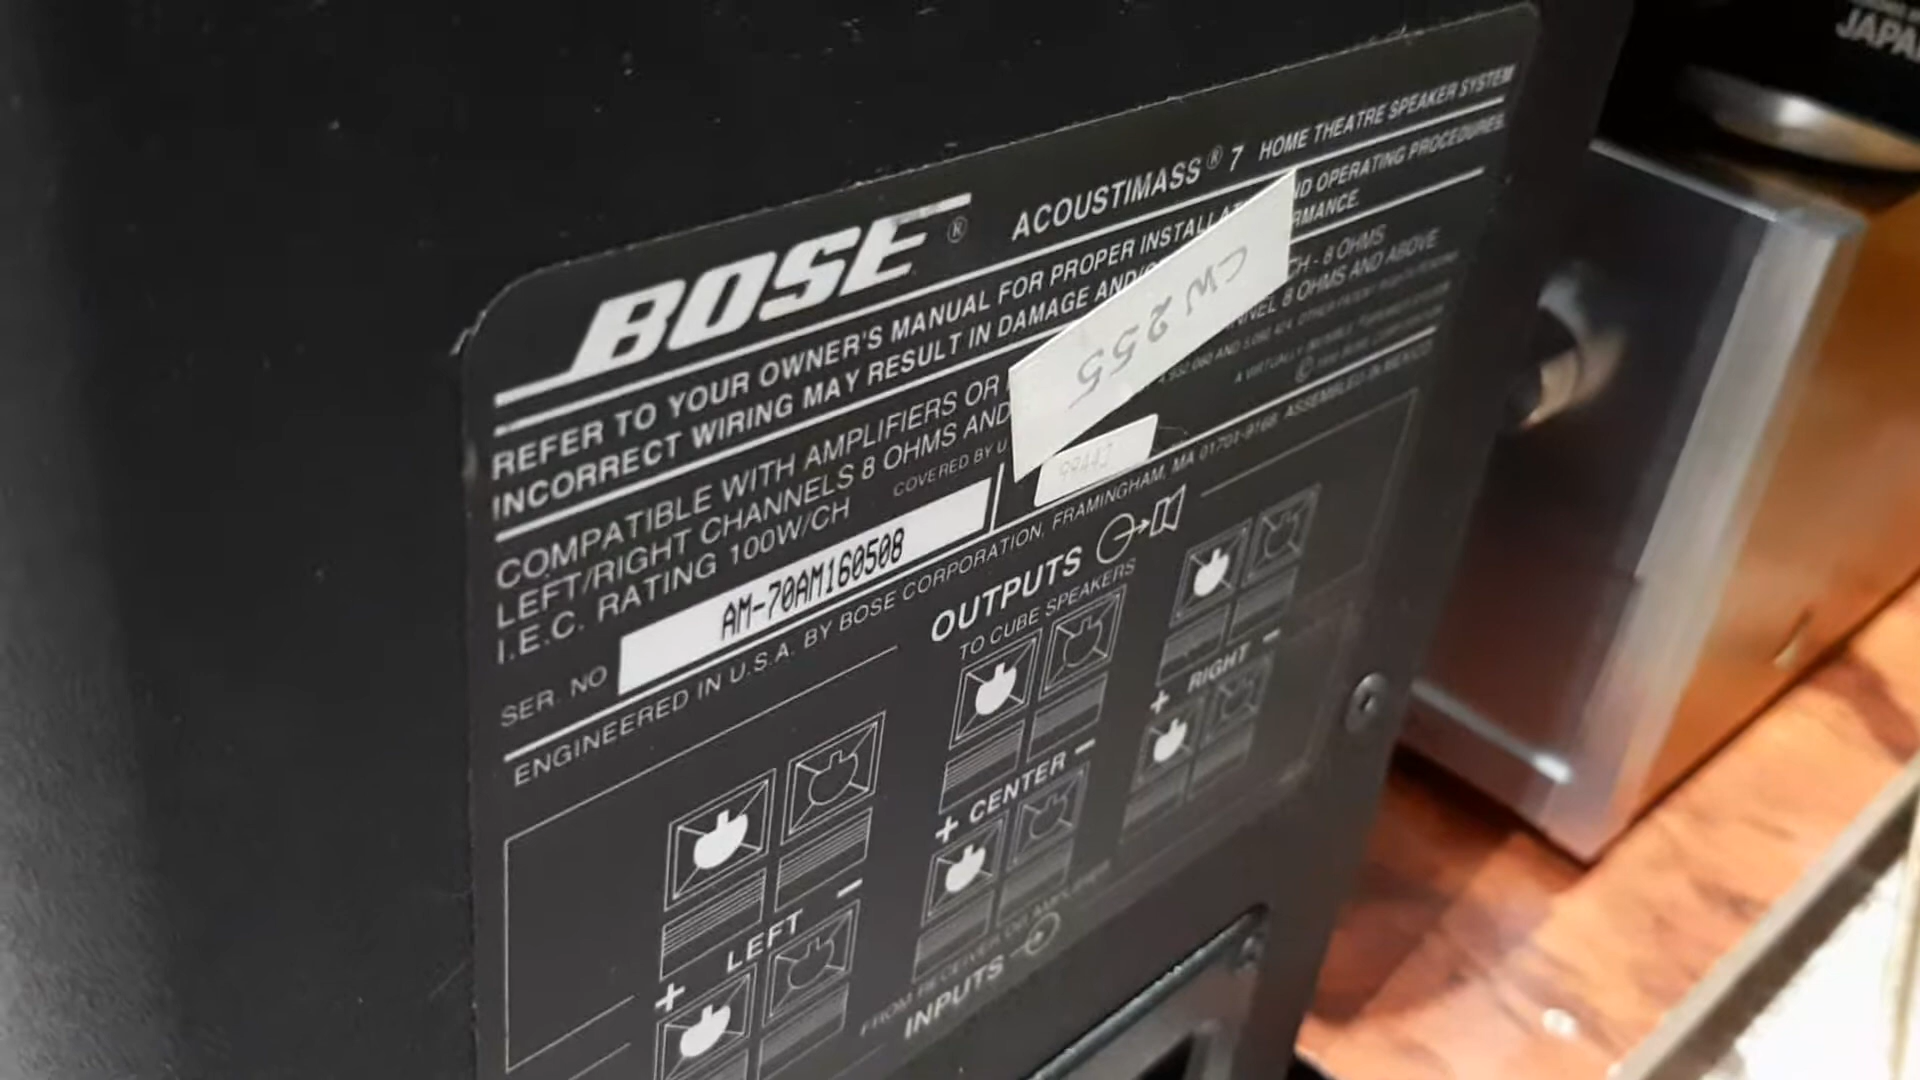 JAPAN
BOSE®
ACOUSTIMASS® 7 HOME THEATRE SPEAKER SYSTEM
REFER TO YOUR OWNER'S MANUAL FOR PROPER INSTALLAT ND OPERATING PROCEDURES.
INCORRECT WIRING MAY RESULT IN DAMAGE AND/ RMANCE.
COMPATIBLE WITH AMPLIFIERS OR CH - 8 OHMS
LEFT/RIGHT CHANNELS 8 OHMS AND NNEL 8 OHMS AND ABOVE
I.E.C. RATING 100W/CH
COVERED BY U
CW255
SER. NO AM-70AM160508
ENGINEERED IN U.S.A. BY BOSE CORPORATION, FRAMINGHAM, MA 01701-9168. ASSEMBLED IN MEXICO
OUTPUTS
TO CUBE SPEAKERS
+ RIGHT -
+ CENTER -
+ LEFT -
FROM RECEIVER OR AMPLIFIER
INPUTS